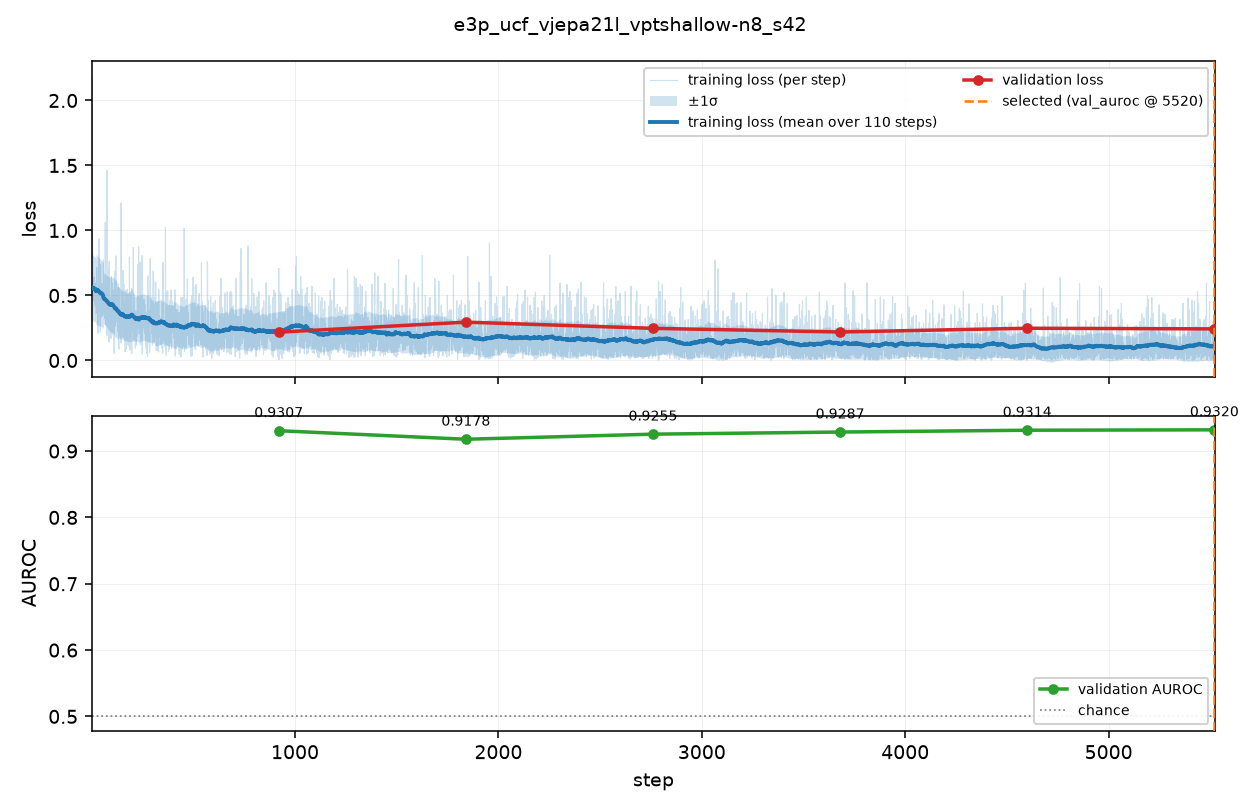 e3p_ucf_vjepa21l_vptshallow-n8_s42
training loss (per step)
±1σ
training loss (mean over 110 steps)
validation loss
selected (val_auroc @ 5520)
2.0
1.5
1.0
0.5
0.0
loss
0.9307
0.9178
0.9255
0.9287
0.9314
0.9320
0.9
0.8
0.7
0.6
0.5
AUROC
validation AUROC
chance
1000 2000 3000 4000 5000
step